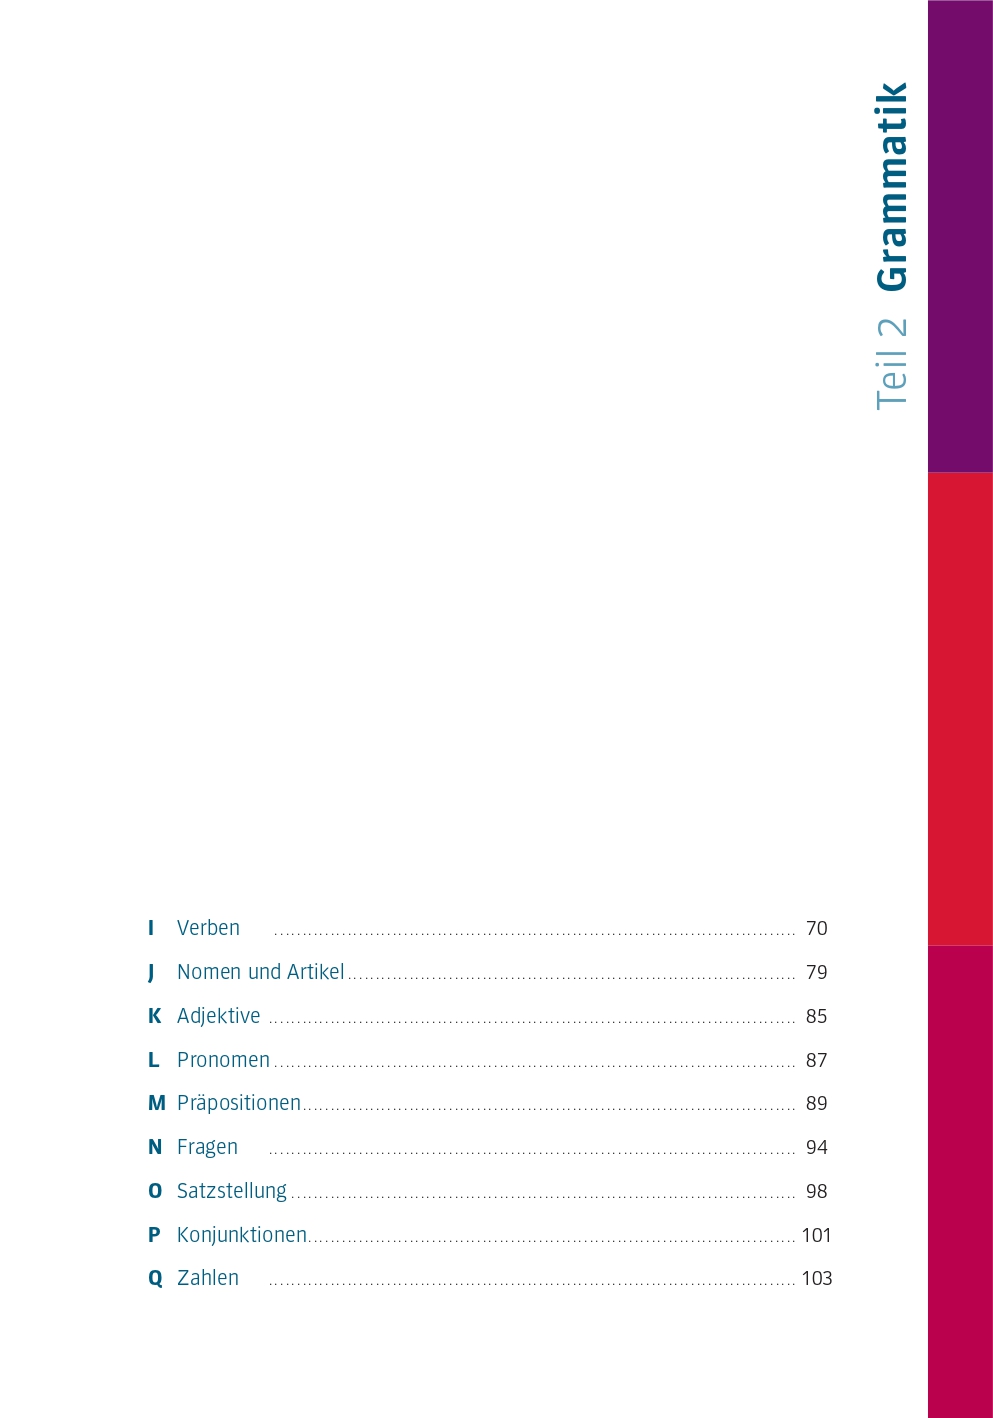 Teil 2 Grammatik
I Verben ........ 70
J Nomen und Artikel ........ 79
K Adjektive ........ 85
L Pronomen ........ 87
M Präpositionen ........ 89
N Fragen ........ 94
O Satzstellung ........ 98
P Konjunktionen ........ 101
Q Zahlen ........ 103